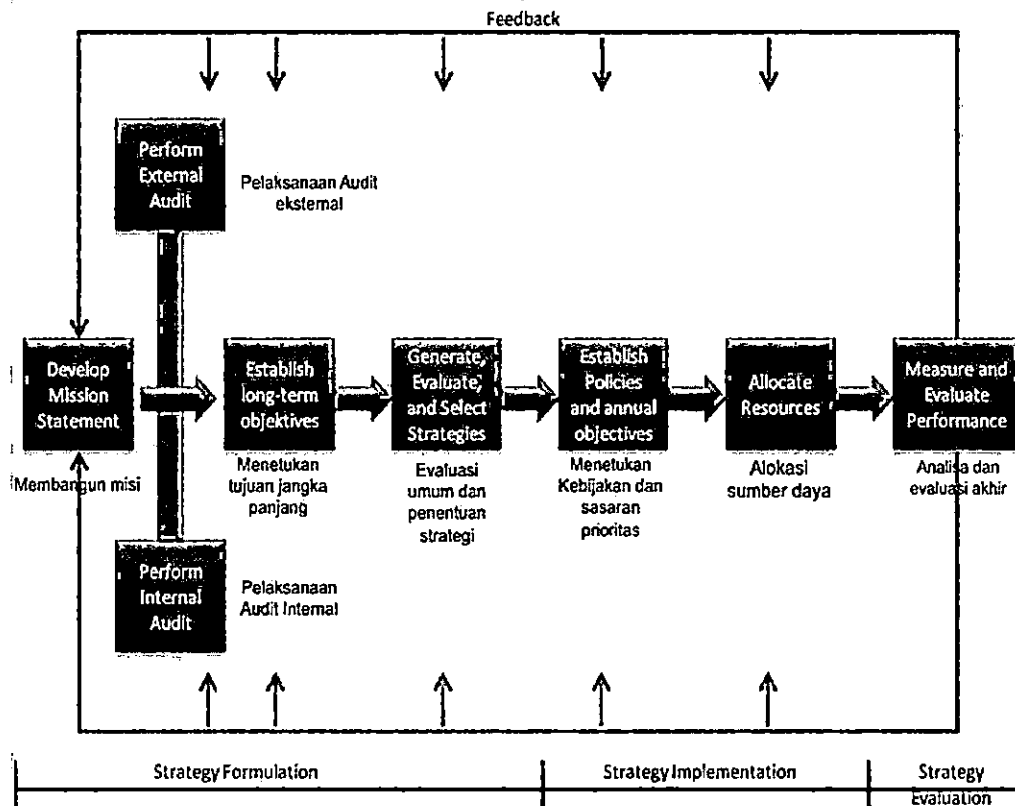 Feedback
Perform
External
Audit
Pelaksanaan Audit
eksternal
Develop
Mission
Statement
Membangun misi
Establish
long-term
objektives
Menetukan
tujuan jangka
panjang
Generate,
Evaluate,
and Select
Strategies
Evaluasi
umum dan
penentuan
strategi
Establish
Policies
and annual
objectives
Menetukan
Kebijakan dan
sasaran
prioritas
Allocate
Resources
Alokasi
sumber daya
Measure and
Evaluate
Performance
Analisa dan
evaluasi akhir
Perform
Internal
Audit
Pelaksanaan
Audit Internal
Strategy Formulation
Strategy Implementation
Strategy
Evaluation